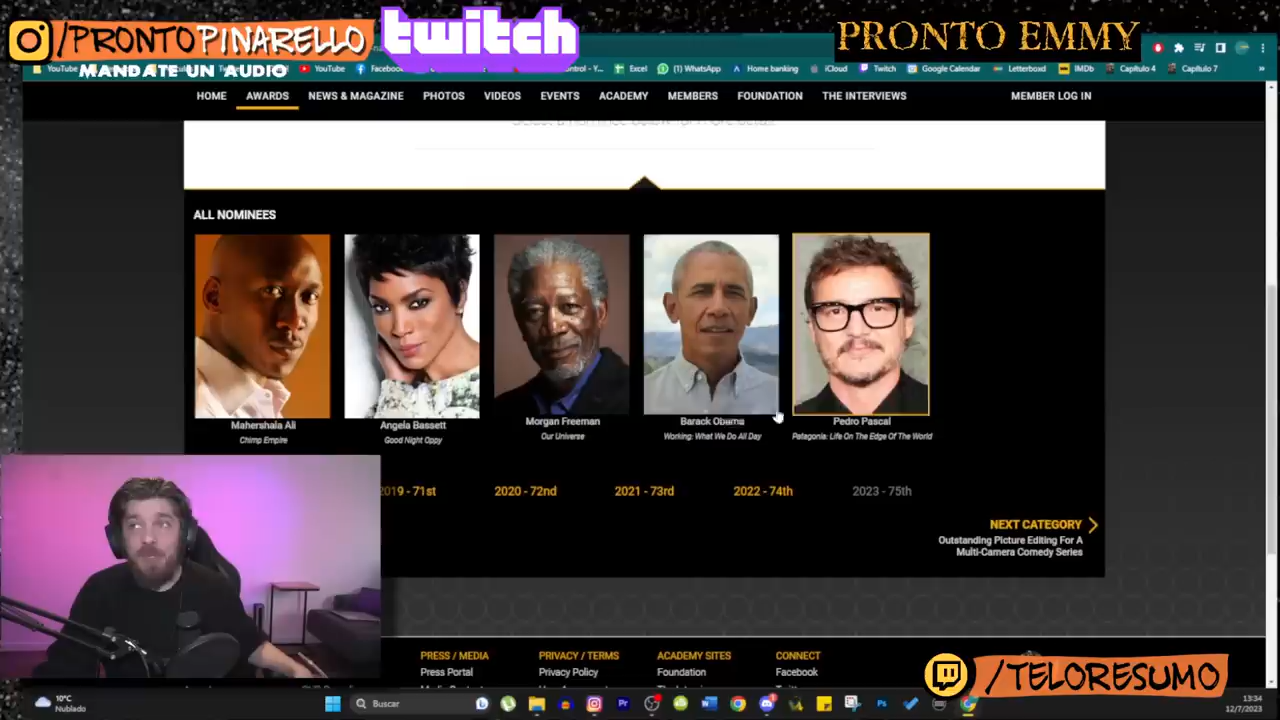 /PRONTOPINARELLO
MANDATE UN AUDIO
twitch
PRONTO EMMY
YouTube
YouTube
Facebook
Excel
(1) WhatsApp
Home banking
iCloud
Twitch
Google Calendar
Letterboxd
IMDb
Capítulo 4
Capítulo 7
»
HOME AWARDS NEWS & MAGAZINE PHOTOS VIDEOS EVENTS ACADEMY MEMBERS FOUNDATION THE INTERVIEWS MEMBER LOG IN
ALL NOMINEES
Mahershala Ali
Chimp Empire
Angela Bassett
Good Night Oppy
Morgan Freeman
Our Universe
Barack Obama
Working: What We Do All Day
Pedro Pascal
Patagonia: Life On The Edge Of The World
2019 - 71st 2020 - 72nd 2021 - 73rd 2022 - 74th 2023 - 75th
NEXT CATEGORY
Outstanding Picture Editing For A
Multi-Camera Comedy Series
PRESS / MEDIA PRIVACY / TERMS ACADEMY SITES CONNECT
Press Portal Privacy Policy Foundation Facebook
/TELORESUMO
10°C
Nublado
Buscar
13:34
12/7/2023